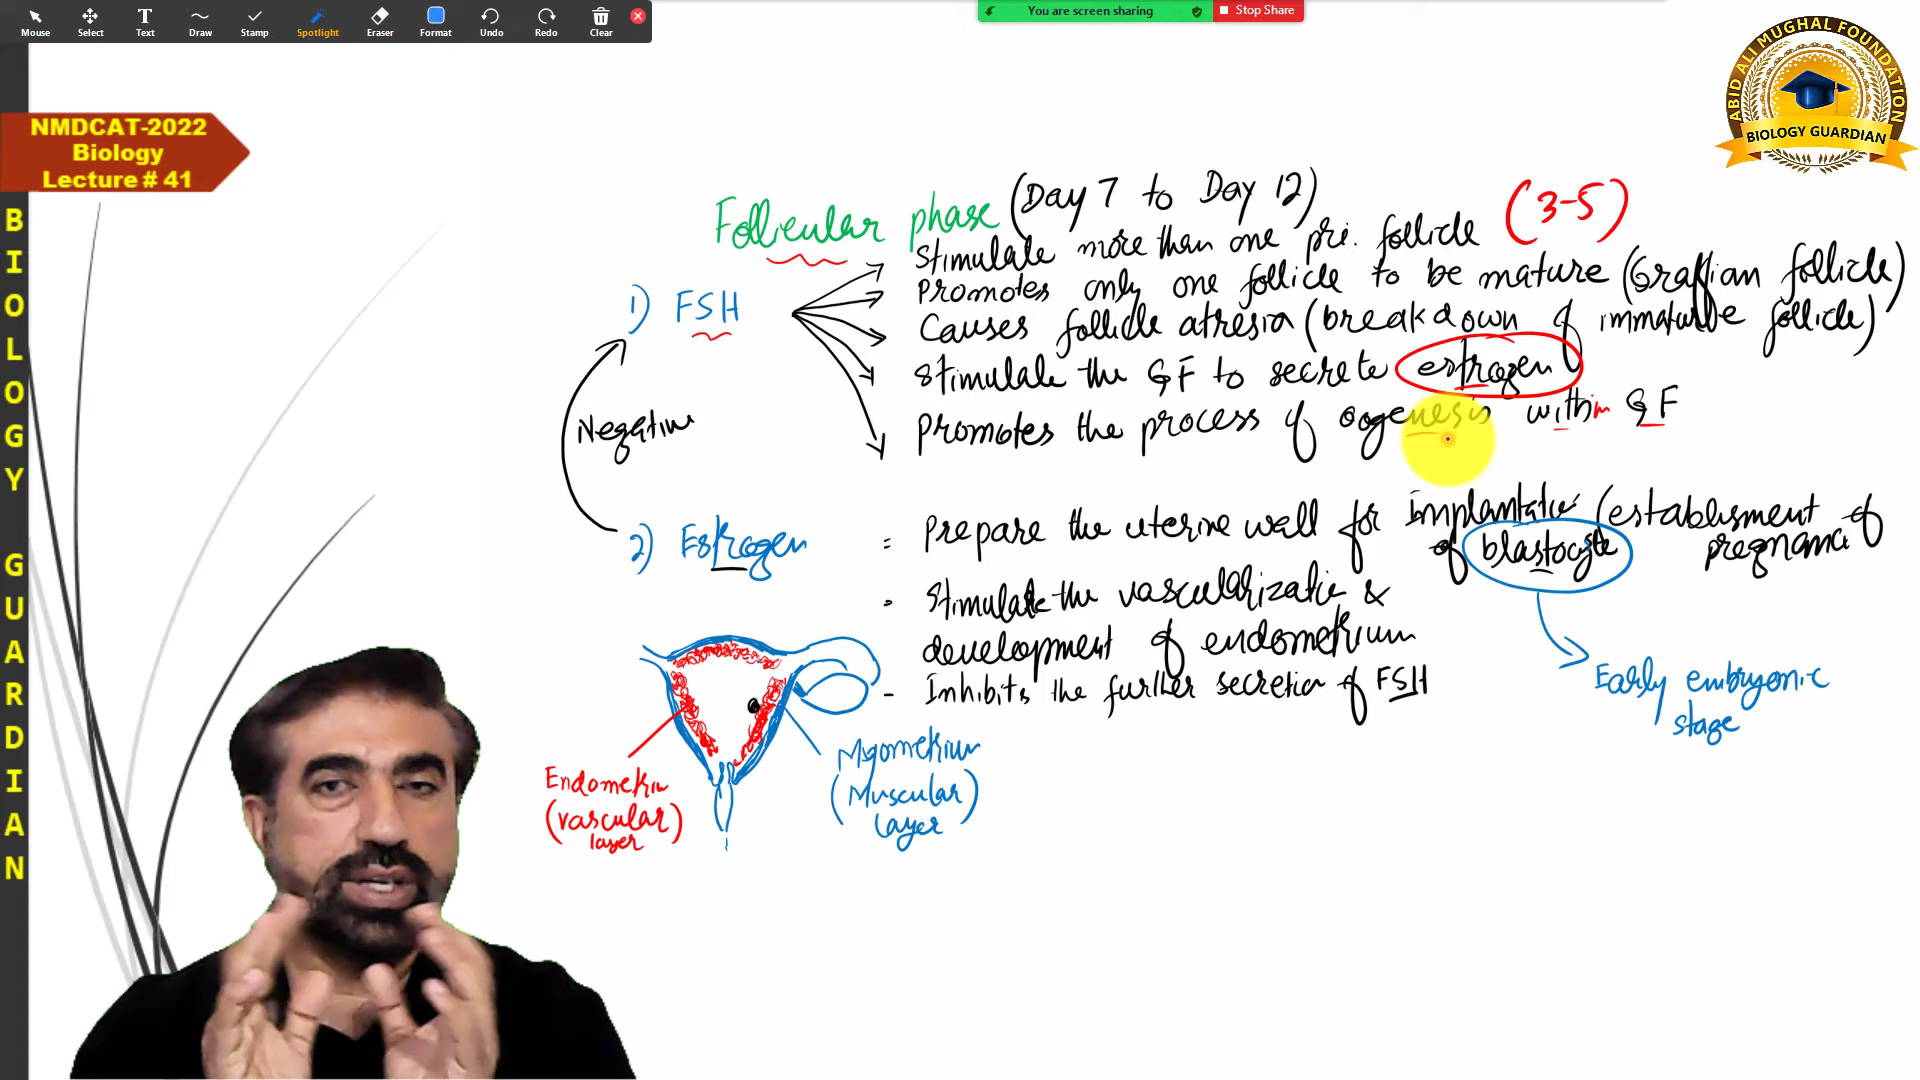 Mouse
Select
Text
Draw
Stamp
Spotlight
Eraser
Format
Undo
Redo
Clear
You are screen sharing
Stop Share
ABID ALI MUGHAL FOUNDATION
BIOLOGY GUARDIAN
NMDCAT-2022
Biology
Lecture # 41
BIOLOGY GUARDIAN
Follicular phase (Day 7 to Day 12)
1) FSH
Stimulate more than one pri. follicle (3-5)
Promotes only one follicle to be mature (Graffian follicle)
Causes follicle atresia (breakdown of immature follicle)
Stimulate the GF to secrete estrogen
Promotes the process of oogenesis within GF
Negative
2) Estrogen
= Prepare the uterine wall for Implantation (establisment of
of blastocyte pregnancy
= Stimulate the vascularization &
development of endometrium
- Inhibits the further secretion of FSH
Early embryonic
stage
Endometrium
(vascular)
layer
Myometrium
(Muscular)
layer